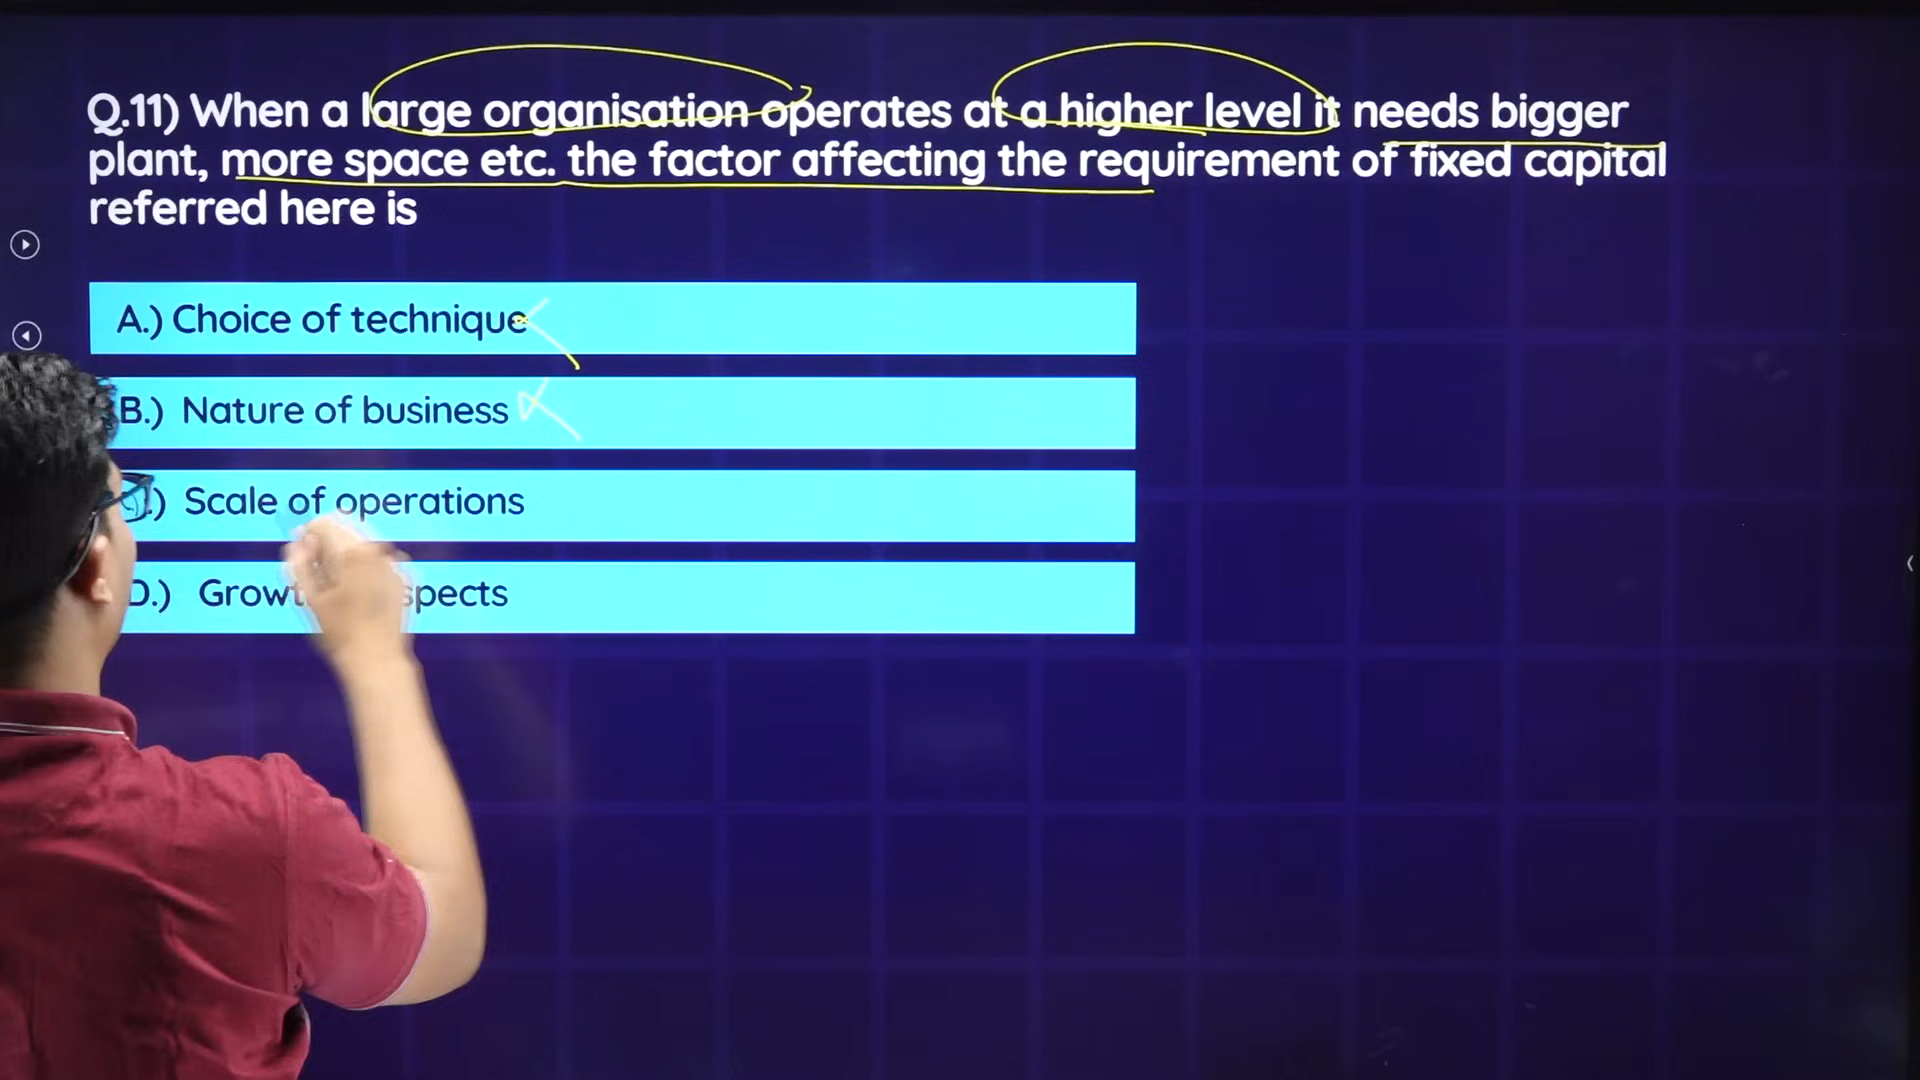 Q.11) When a large organisation operates at a higher level it needs bigger
plant, more space etc. the factor affecting the requirement of fixed capital
referred here is
A.) Choice of technique
B.) Nature of business
.) Scale of operations
D.) Growt spects